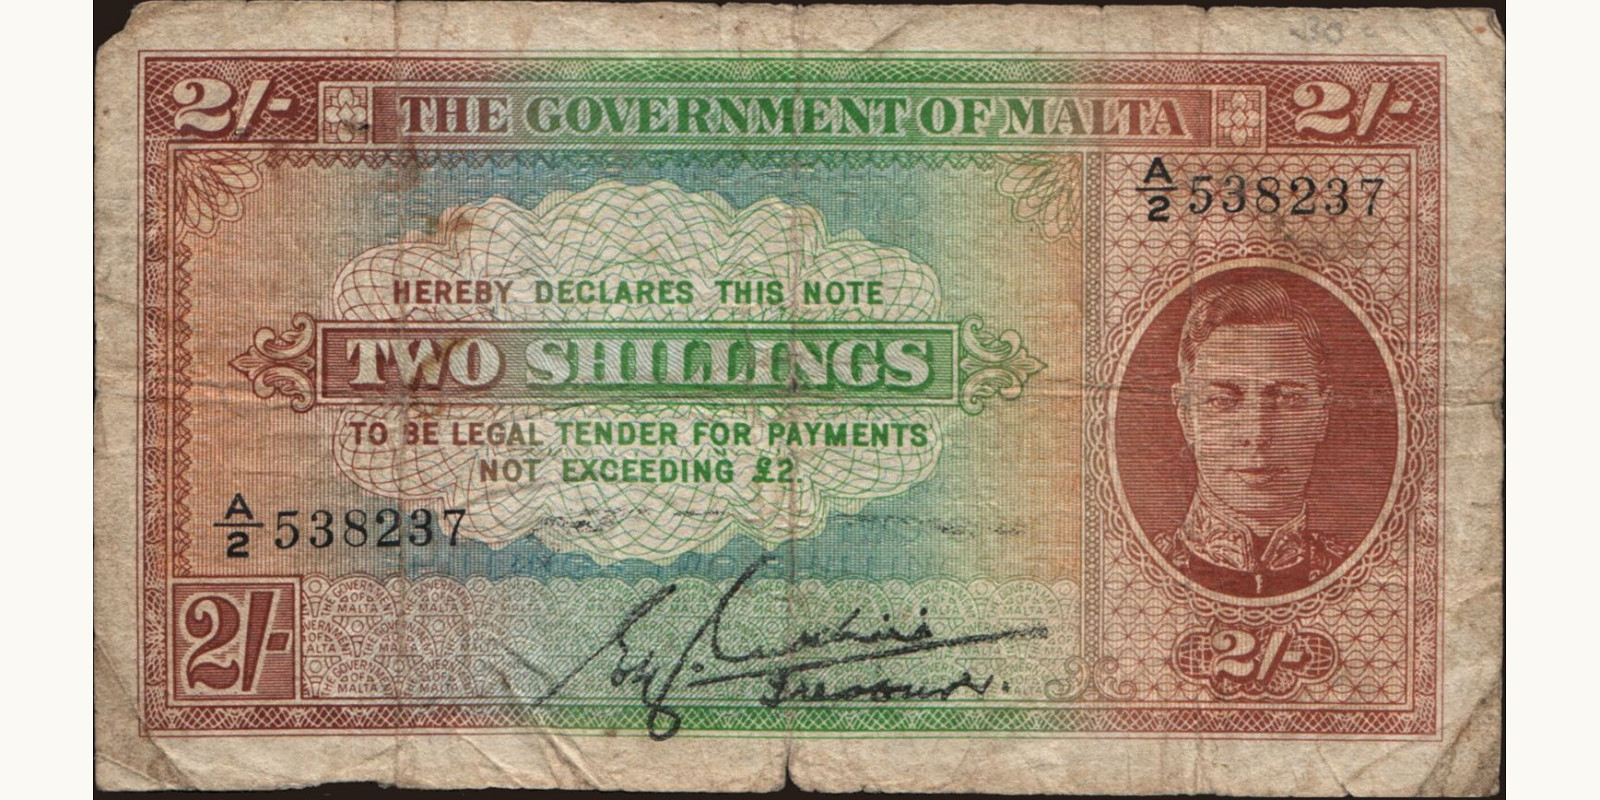 2/- THE GOVERNMENT OF MALTA 2/-
A/2 538237
HEREBY DECLARES THIS NOTE
TWO SHILLINGS
TO BE LEGAL TENDER FOR PAYMENTS
NOT EXCEEDING £2.
A/2 538237
2/-
Treasurer.
2/-